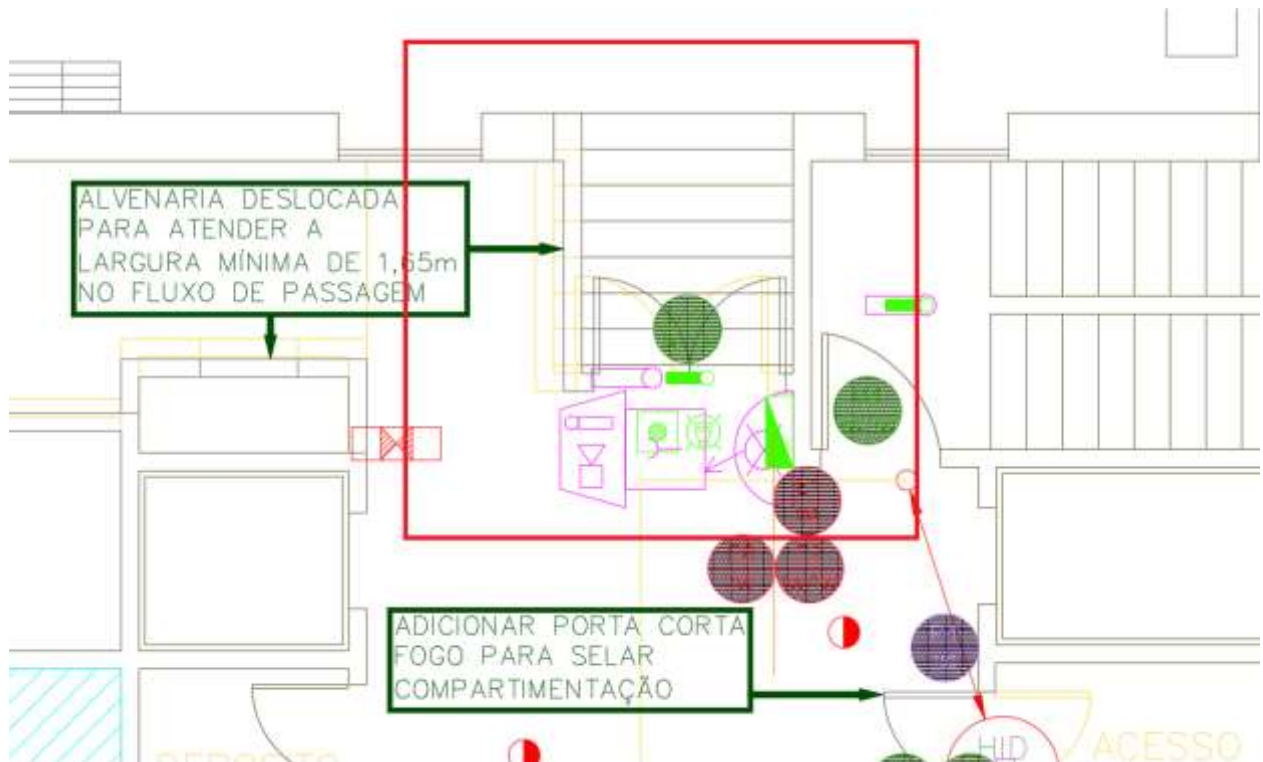 ALVENARIA DESLOCADA
PARA ATENDER A
LARGURA MÍNIMA DE 1,65m
NO FLUXO DE PASSAGEM
ADICIONAR PORTA CORTA
FOGO PARA SELAR
COMPARTIMENTAÇÃO
HID
ACESSO